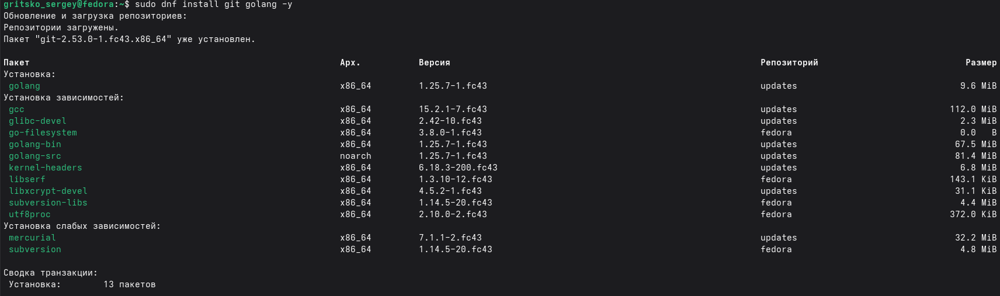 gritsko_sergey@fedora:~$ sudo dnf install git golang -y
Обновление и загрузка репозиториев:
Репозитории загружены.
Пакет "git-2.53.0-1.fc43.x86_64" уже установлен.
Пакет Арх. Версия Репозиторий Размер
Установка:
golang x86_64 1.25.7-1.fc43 updates 9.6 MiB
Установка зависимостей:
gcc x86_64 15.2.1-7.fc43 updates 112.0 MiB
glibc-devel x86_64 2.42-10.fc43 updates 2.3 MiB
go-filesystem x86_64 3.8.0-1.fc43 fedora 0.0 B
golang-bin x86_64 1.25.7-1.fc43 updates 67.5 MiB
golang-src noarch 1.25.7-1.fc43 updates 81.4 MiB
kernel-headers x86_64 6.18.3-200.fc43 updates 6.8 MiB
libserf x86_64 1.3.10-12.fc43 fedora 143.1 KiB
libxcrypt-devel x86_64 4.5.2-1.fc43 updates 31.1 KiB
subversion-libs x86_64 1.14.5-20.fc43 fedora 4.4 MiB
utf8proc x86_64 2.10.0-2.fc43 fedora 372.0 KiB
Установка слабых зависимостей:
mercurial x86_64 7.1.1-2.fc43 updates 32.2 MiB
subversion x86_64 1.14.5-20.fc43 fedora 4.8 MiB
Сводка транзакции:
Установка: 13 пакетов